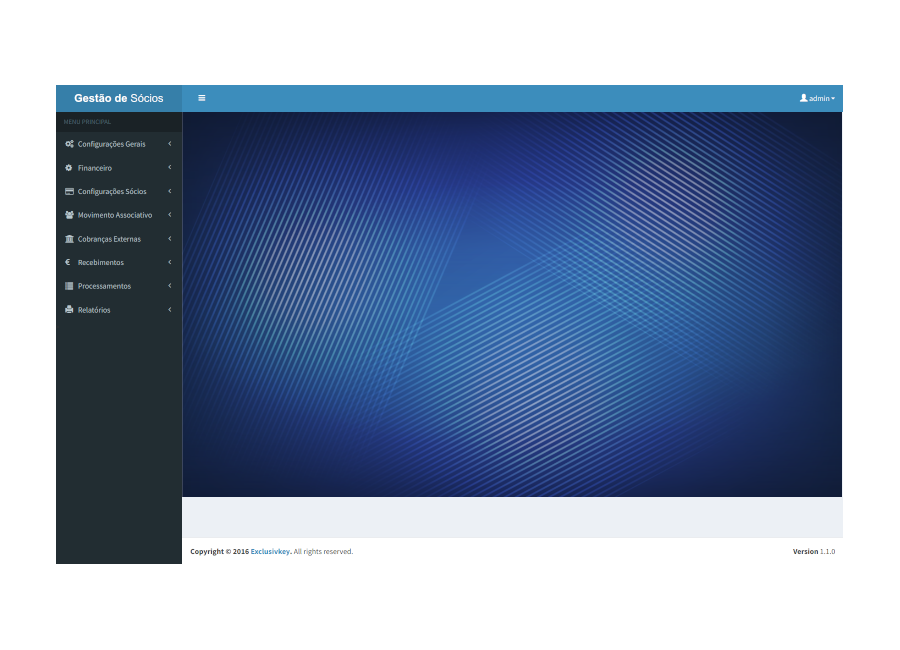 Gestão de Sócios
admin
MENU PRINCIPAL
Configurações Gerais
Financeiro
Configurações Sócios
Movimento Associativo
Cobranças Externas
Recebimentos
Processamentos
Relatórios
Copyright © 2016 Exclusivkey. All rights reserved.
Version 1.1.0